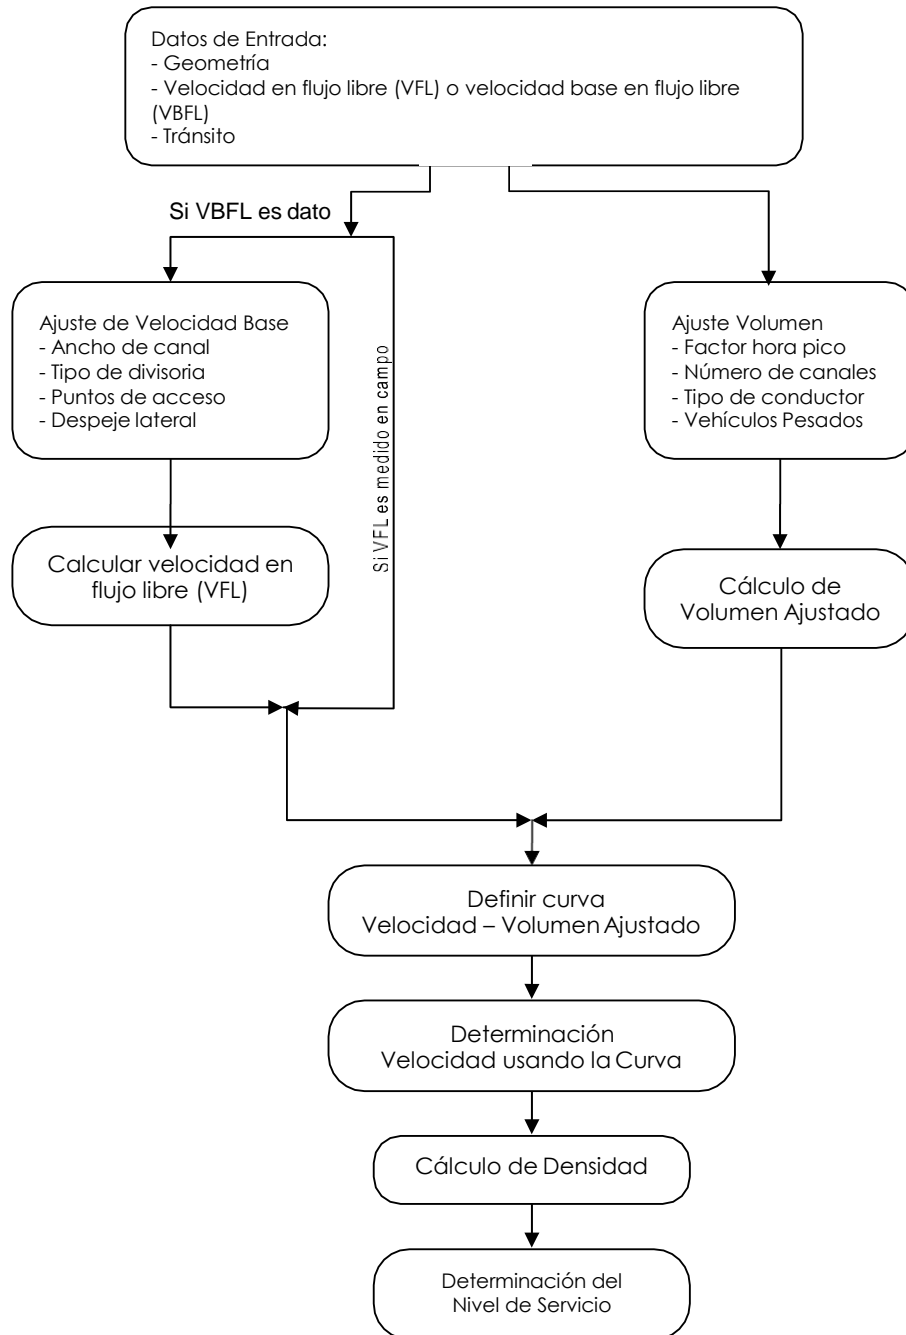 Datos de Entrada:
- Geometría
- Velocidad en flujo libre (VFL) o velocidad base en flujo libre
(VBFL)
- Tránsito
Si VBFL es dato
Ajuste de Velocidad Base
- Ancho de canal
- Tipo de divisoria
- Puntos de acceso
- Despeje lateral
Si VFL es medido en campo
Ajuste Volumen
- Factor hora pico
- Número de canales
- Tipo de conductor
- Vehículos Pesados
Calcular velocidad en
flujo libre (VFL)
Cálculo de
Volumen Ajustado
Definir curva
Velocidad – Volumen Ajustado
Determinación
Velocidad usando la Curva
Cálculo de Densidad
Determinación del
Nivel de Servicio